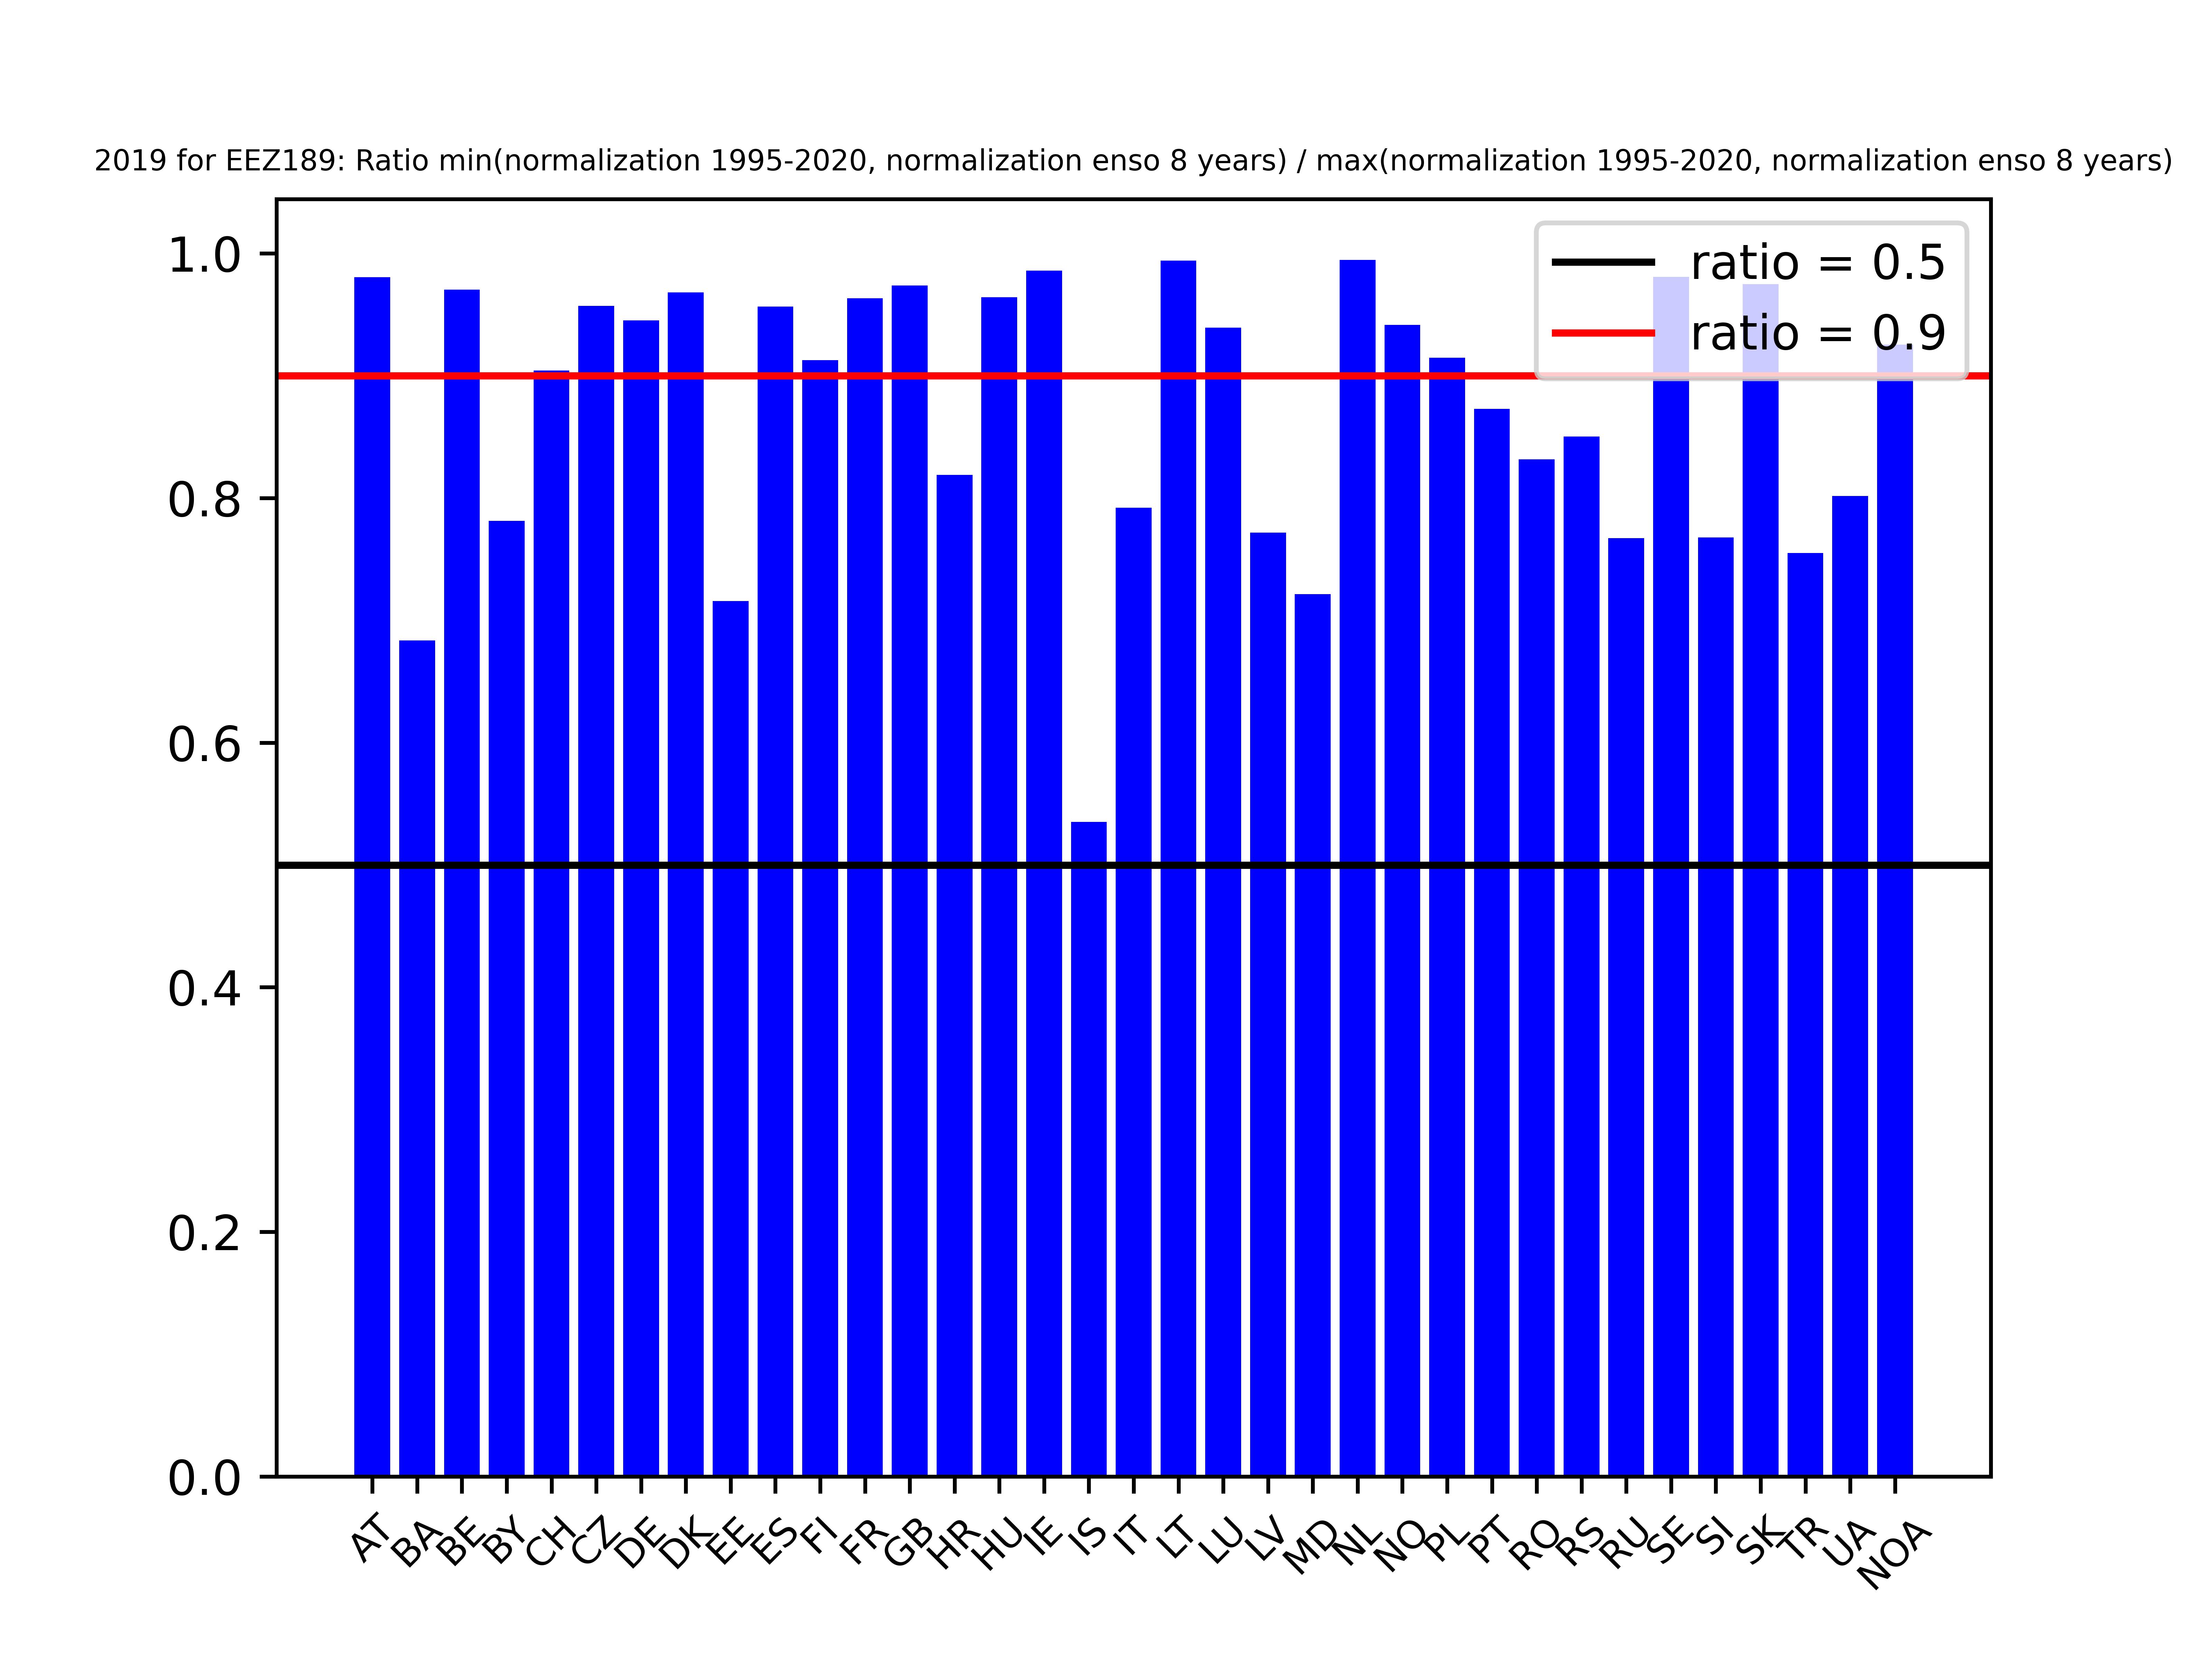 2019 for EEZ189: Ratio min(normalization 1995-2020, normalization enso 8 years) / max(normalization 1995-2020, normalization enso 8 years)
ratio = 0.5
ratio = 0.9
1.0
0.8
0.6
0.4
0.2
0.0
AT BA BE BY CH CZ DE DK EE ES FI FR GB HR HU IE IS IT LT LU LV MD NL NO PL PT RO RS RU SE SI SK TR UA NOA